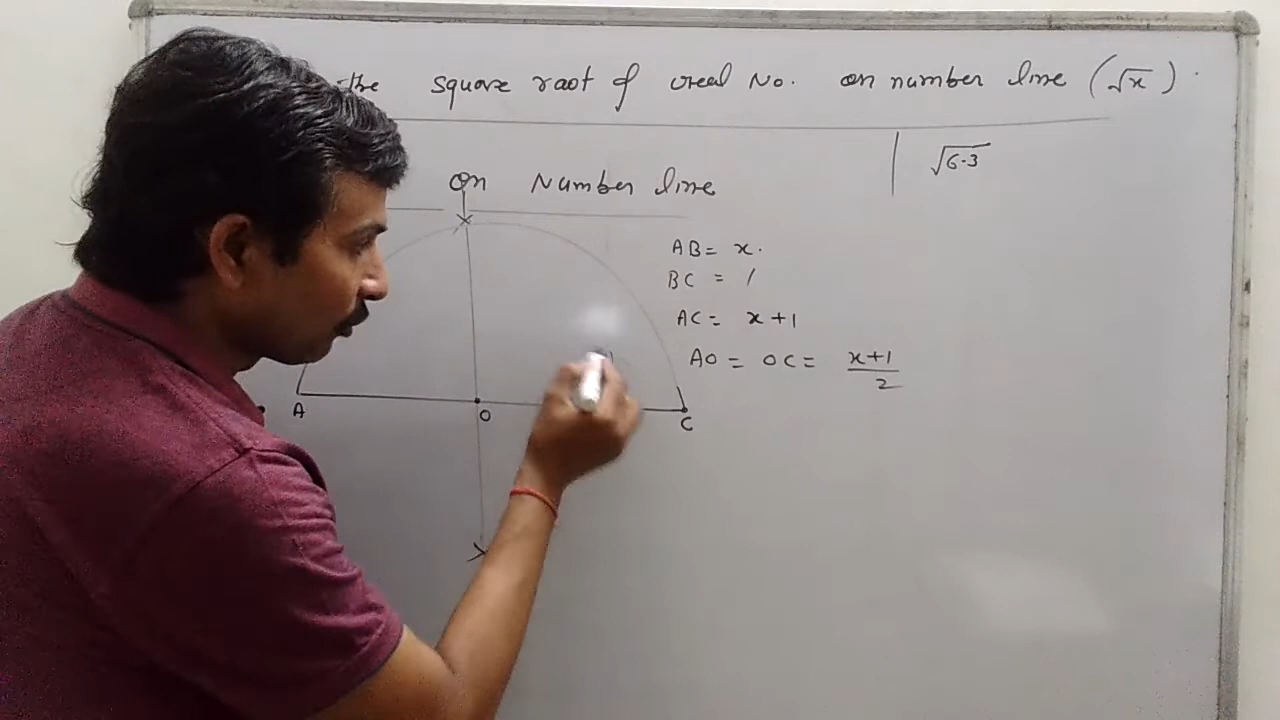 the square root of real No. on number line (√x).
√6.3
On Number line
AB = x.
BC = 1
AC = x+1
AO = OC = x+1/2
A
O
C